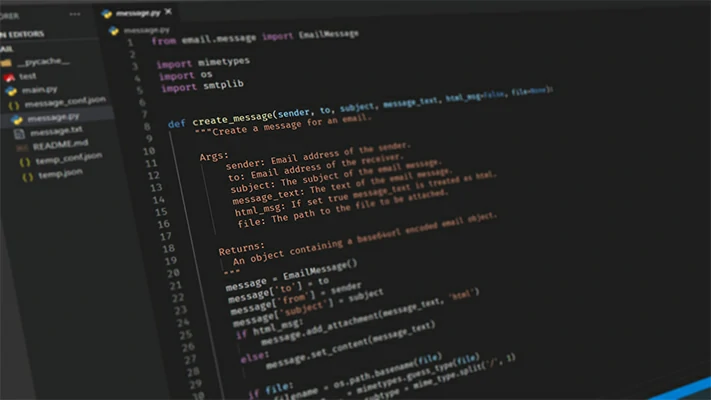 ORER
message.py
N EDITORS
message.py
AIL
__pycache__
test
main.py
message_conf.json
message.py
message.txt
README.md
temp_conf.json
temp.json
1 from email.message import EmailMessage
2
3 import mimetypes
4 import os
5 import smtplib
6
7
8 def create_message(sender, to, subject, message_text, html_msg=False, file=None):
9 """Create a message for an email.
10
11 Args:
12 sender: Email address of the sender.
13 to: Email address of the receiver.
14 subject: The subject of the email message.
15 message_text: The text of the email message.
16 html_msg: If set true message_text is treated as html.
17 file: The path to the file to be attached.
18 Returns:
19 An object containing a base64url encoded email object.
20 """
21 message = EmailMessage()
22 message['to'] = to
23 message['from'] = sender
24 message['subject'] = subject
25 if html_msg:
26 message.add_attachment(message_text, 'html')
27 else:
28 message.set_content(message_text)
29
30 if file:
filename = os.path.basename(file)
= mimetypes.guess_type(file)
subtype = mime_type.split('/', 1)